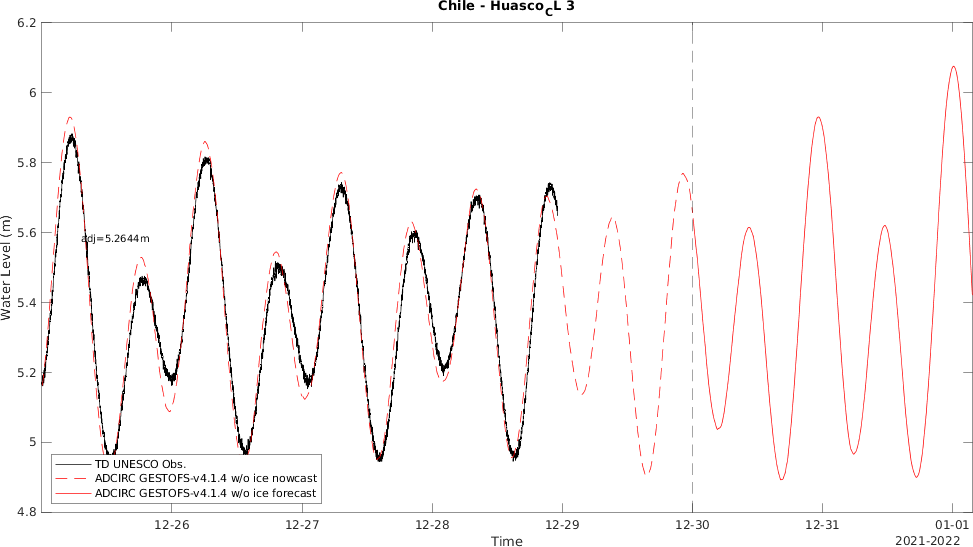 Chile - Huasco_CL 3
6.2
6
5.8
5.6
5.4
5.2
5
4.8
Water Level (m)
adj=5.2644m
TD UNESCO Obs.
ADCIRC GESTOFS-v4.1.4 w/o ice nowcast
ADCIRC GESTOFS-v4.1.4 w/o ice forecast
12-26
12-27
12-28
12-29
12-30
12-31
01-01
Time
2021-2022